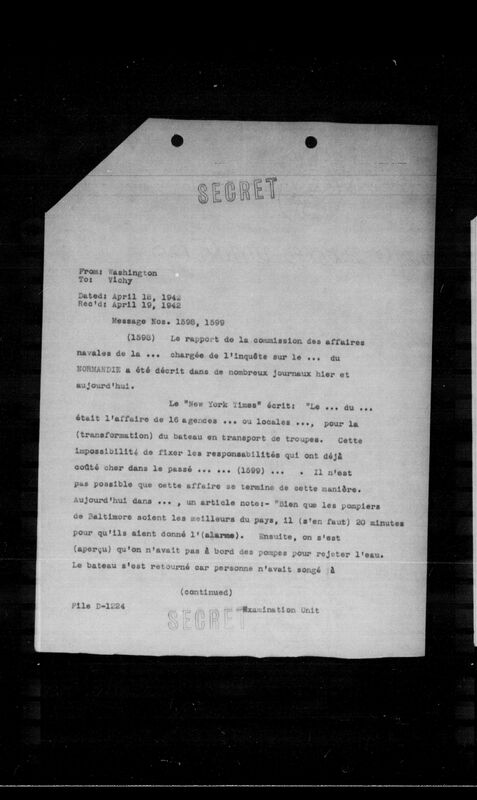 SECRET
From: Washington
To: Vichy
Dated: April 18, 1942
Rec'd: April 19, 1942
Message Nos. 1598, 1599
(1598) Le rapport de la commission des affaires
navales de la ... chargée de l'inquête sur le ... du
NORMANDIE a été décrit dans de nombreux journaux hier et
aujourd'hui.
Le "New York Times" écrit: "Le ... du ...
était l'affaire de 16 agences ... ou locales ..., pour la
(transformation) du bateau en transport de troupes. Cette
impossibilité de fixer les responsabilités qui ont déjà
coûté cher dans le passé ... ... (1599) ... . Il n'est
pas possible que cette affaire se termine de cette manière.
Aujourd'hui dans ... , un article note:- "Bien que les pompiers
de Baltimore soient les meilleurs du pays, il (s'en faut) 20 minutes
pour qu'ils aient donné l'(alarme). Ensuite, on s'est
(aperçu) qu'on n'avait pas à bord des pompes pour rejeter l'eau.
Le bateau s'est retourné car personne n'avait songé à
(continued)
File D-1224
Examination Unit
SECRET